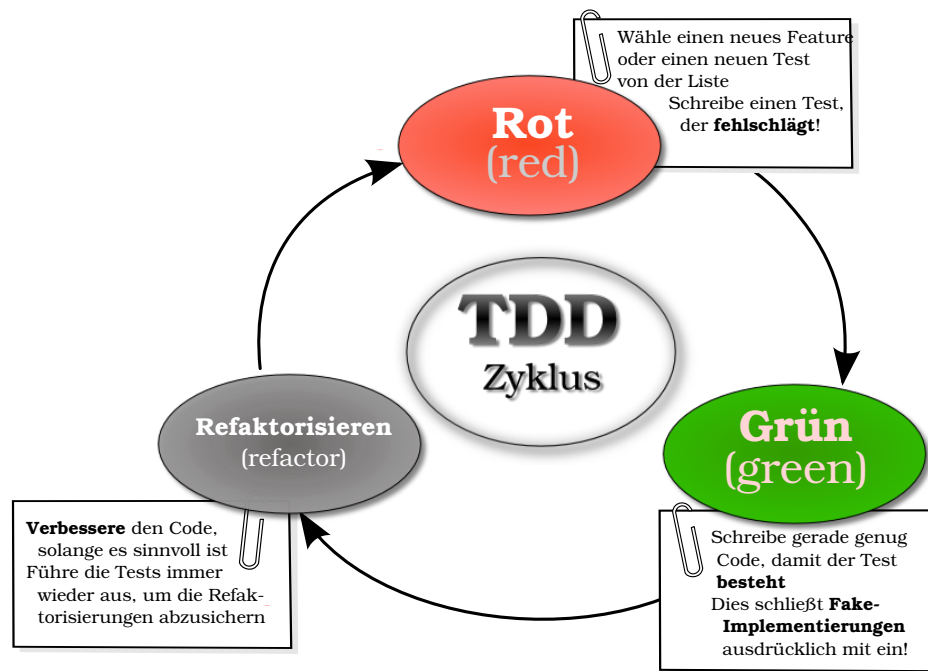 Wähle einen neues Feature
oder einen neuen Test
von der Liste
Schreibe einen Test,
der fehlschlägt!
Rot
(red)
TDD
Zyklus
Grün
(green)
Schreibe gerade genug
Code, damit der Test
besteht
Dies schließt Fake-
Implementierungen
ausdrücklich mit ein!
Refaktorisieren
(refactor)
Verbessere den Code,
solange es sinnvoll ist
Führe die Tests immer
wieder aus, um die Refak-
torisierungen abzusichern